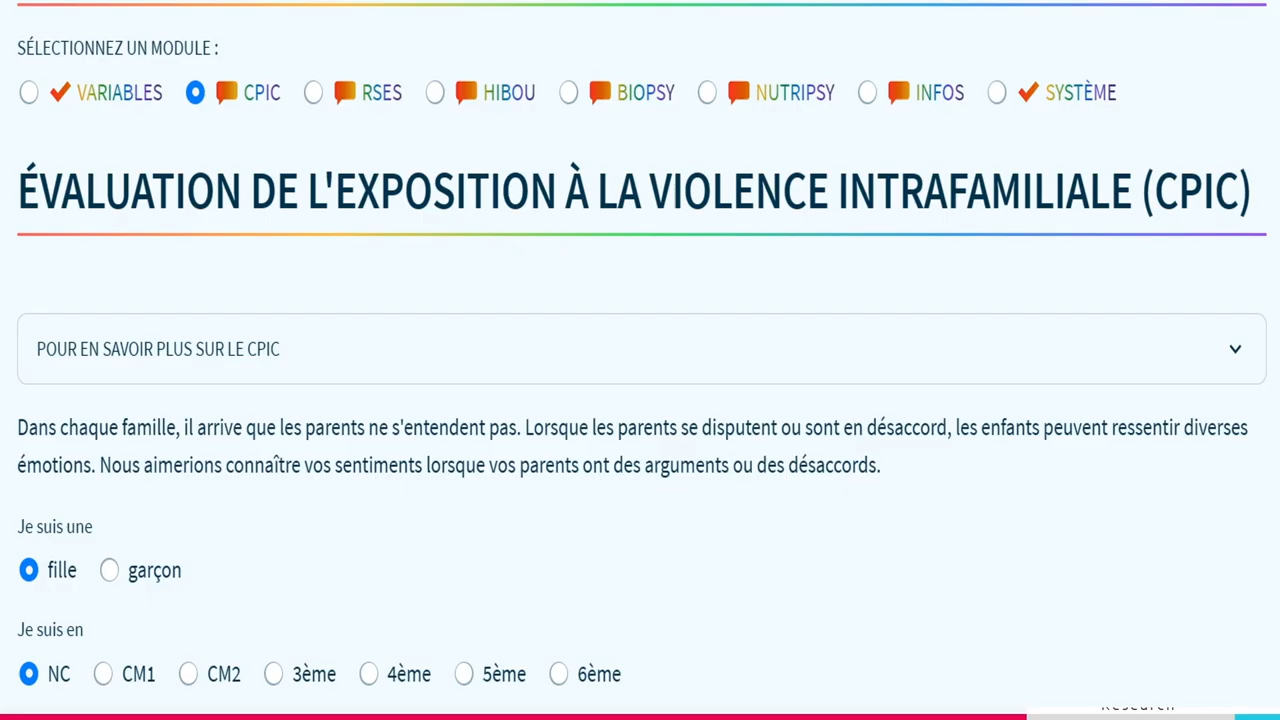 SÉLECTIONNEZ UN MODULE :
VARIABLES CPIC RSES HIBOU BIOPSY NUTRIPSY INFOS SYSTÈME
ÉVALUATION DE L'EXPOSITION À LA VIOLENCE INTRAFAMILIALE (CPIC)
POUR EN SAVOIR PLUS SUR LE CPIC
Dans chaque famille, il arrive que les parents ne s'entendent pas. Lorsque les parents se disputent ou sont en désaccord, les enfants peuvent ressentir diverses
émotions. Nous aimerions connaître vos sentiments lorsque vos parents ont des arguments ou des désaccords.
Je suis une
fille garçon
Je suis en
NC CM1 CM2 3ème 4ème 5ème 6ème